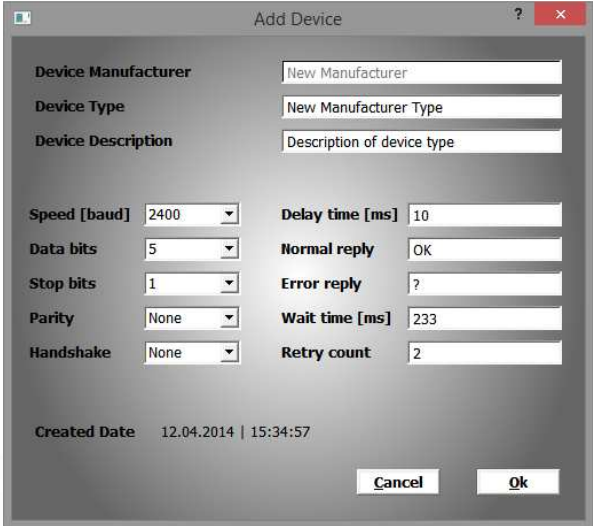 Add Device
?
×
Device Manufacturer New Manufacturer
Device Type New Manufacturer Type
Device Description Description of device type
Speed [baud] 2400 Delay time [ms] 10
Data bits 5 Normal reply OK
Stop bits 1 Error reply ?
Parity None Wait time [ms] 233
Handshake None Retry count 2
Created Date 12.04.2014 | 15:34:57
Cancel Ok